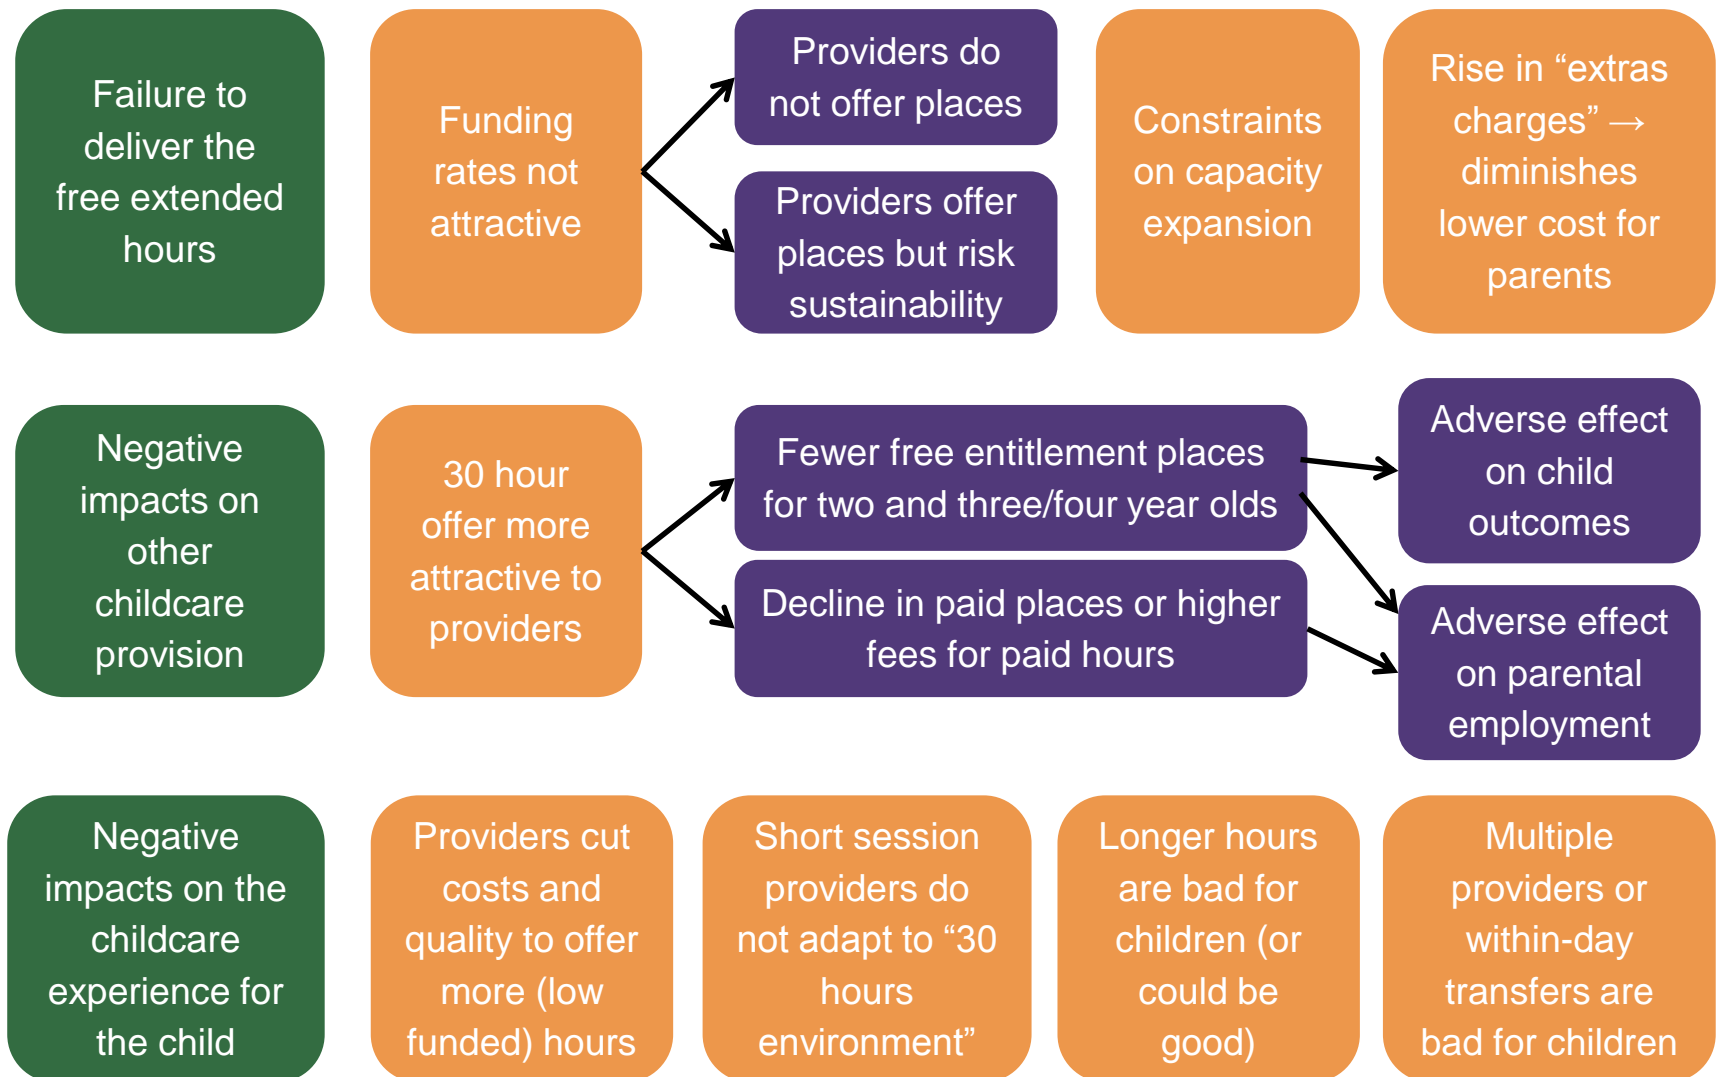 Failure to
deliver the
free extended
hours
Funding
rates not
attractive
Providers do
not offer places
Providers offer
places but risk
sustainability
Constraints
on capacity
expansion
Rise in “extras
charges” →
diminishes
lower cost for
parents
Negative
impacts on
other
childcare
provision
30 hour
offer more
attractive to
providers
Fewer free entitlement places
for two and three/four year olds
Decline in paid places or higher
fees for paid hours
Adverse effect
on child
outcomes
Adverse effect
on parental
employment
Negative
impacts on the
childcare
experience for
the child
Providers cut
costs and
quality to offer
more (low
funded) hours
Short session
providers do
not adapt to “30
hours
environment”
Longer hours
are bad for
children (or
could be
good)
Multiple
providers or
within-day
transfers are
bad for children